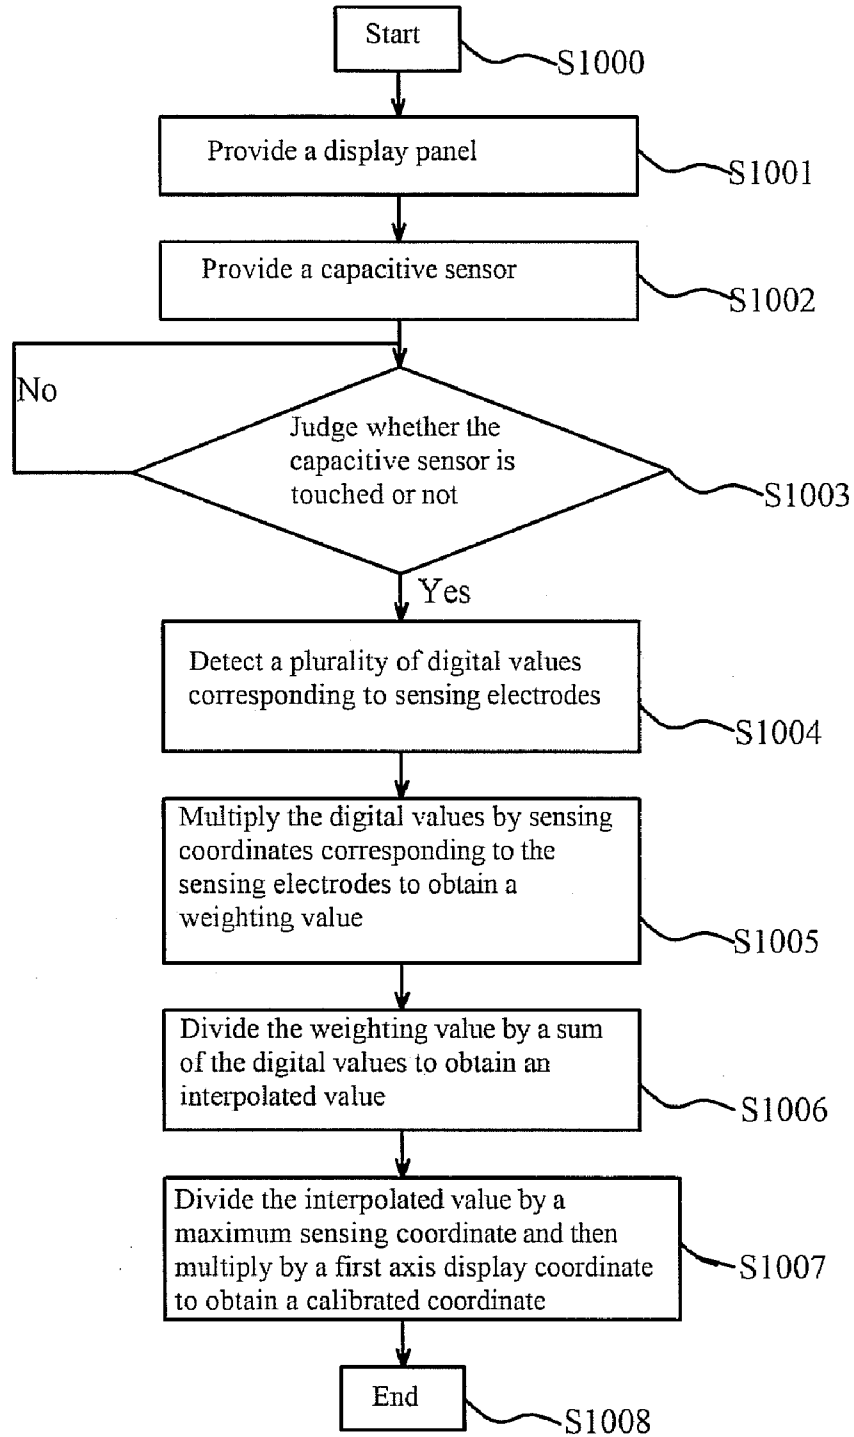 Start
S1000
Provide a display panel
S1001
Provide a capacitive sensor
S1002
No
Judge whether the
capacitive sensor is
touched or not
S1003
Yes
Detect a plurality of digital values
corresponding to sensing electrodes
S1004
Multiply the digital values by sensing
coordinates corresponding to the
sensing electrodes to obtain a
weighting value
S1005
Divide the weighting value by a sum
of the digital values to obtain an
interpolated value
S1006
Divide the interpolated value by a
maximum sensing coordinate and then
multiply by a first axis display coordinate
to obtain a calibrated coordinate
S1007
End
S1008